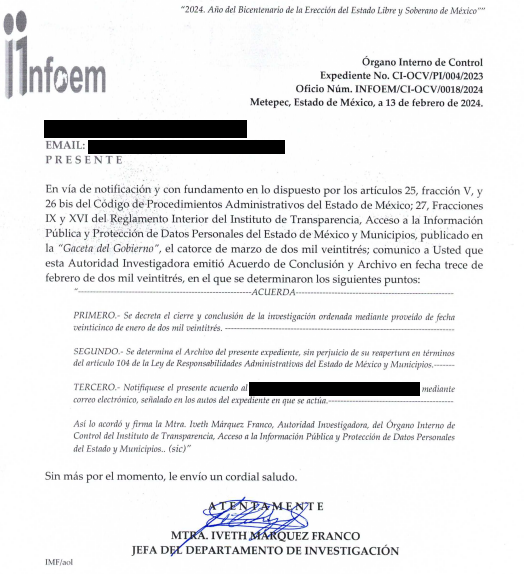 "2024. Año del Bicentenario de la Erección del Estado Libre y Soberano de México""
infoem
Órgano Interno de Control
Expediente No. CI-OCV/PI/004/2023
Oficio Núm. INFOEM/CI-OCV/0018/2024
Metepec, Estado de México, a 13 de febrero de 2024.
EMAIL:
P R E S E N T E
En vía de notificación y con fundamento en lo dispuesto por los artículos 25, fracción V, y
26 bis del Código de Procedimientos Administrativos del Estado de México; 27, Fracciones
IX y XVI del Reglamento Interior del Instituto de Transparencia, Acceso a la Información
Pública y Protección de Datos Personales del Estado de México y Municipios, publicado en
la "Gaceta del Gobierno", el catorce de marzo de dos mil veintitrés; comunico a Usted que
esta Autoridad Investigadora emitió Acuerdo de Conclusión y Archivo en fecha trece de
febrero de dos mil veintitrés, en el que se determinaron los siguientes puntos:
"--------------------------------------------------ACUERDA---------------------------------------------
PRIMERO.- Se decreta el cierre y conclusión de la investigación ordenada mediante proveído de fecha
veinticinco de enero de dos mil veintitrés. ------------------------------------------------------------------
SEGUNDO.- Se determina el Archivo del presente expediente, sin perjuicio de su reapertura en términos
del artículo 104 de la Ley de Responsabilidades Administrativas del Estado de México y Municipios.-------
TERCERO.- Notifíquese el presente acuerdo al mediante
correo electrónico, señalado en los autos del expediente en que se actúa.------------------------------------
Así lo acordó y firma la Mtra. Iveth Márquez Franco, Autoridad Investigadora, del Órgano Interno de
Control del Instituto de Transparencia, Acceso a la Información Pública y Protección de Datos Personales
del Estado y Municipios.. (sic)"
Sin más por el momento, le envío un cordial saludo.
A T E N T A M E N T E
MTRA. IVETH MÁRQUEZ FRANCO
JEFA DEL DEPARTAMENTO DE INVESTIGACIÓN
IMF/aol